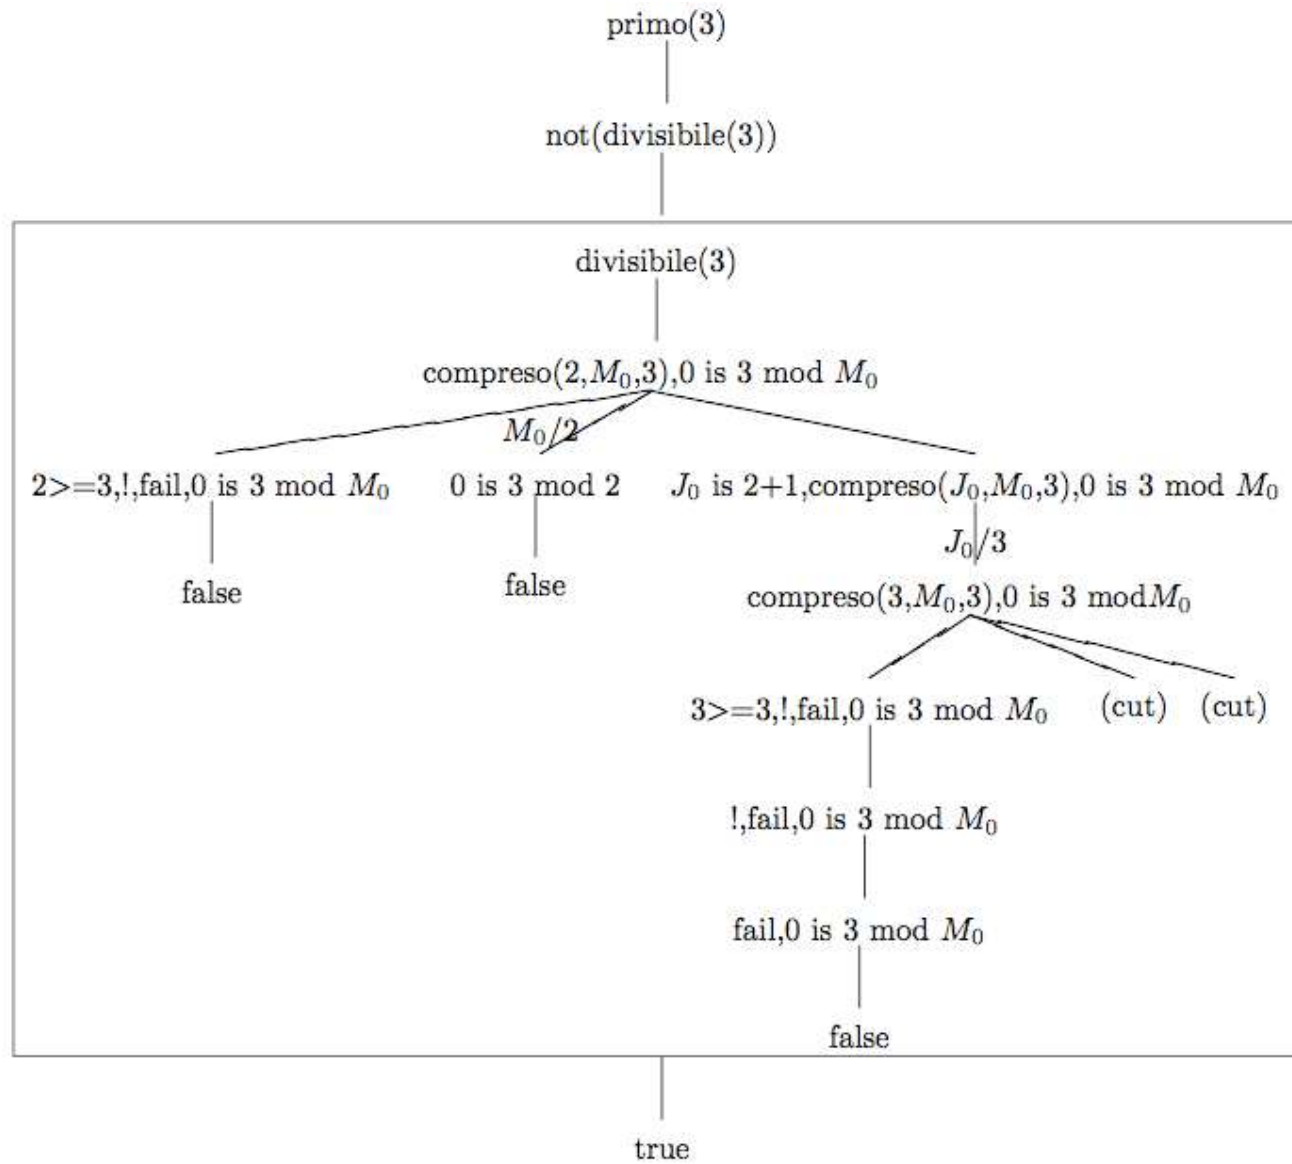 primo(3)
not(divisibile(3))
divisibile(3)
compreso(2,M₀,3),0 is 3 mod M₀
M₀/2
2>=3,!,fail,0 is 3 mod M₀
0 is 3 mod 2
J₀ is 2+1,compreso(J₀,M₀,3),0 is 3 mod M₀
false
false
J₀/3
compreso(3,M₀,3),0 is 3 modM₀
3>=3,!,fail,0 is 3 mod M₀
(cut)
(cut)
!,fail,0 is 3 mod M₀
fail,0 is 3 mod M₀
false
true